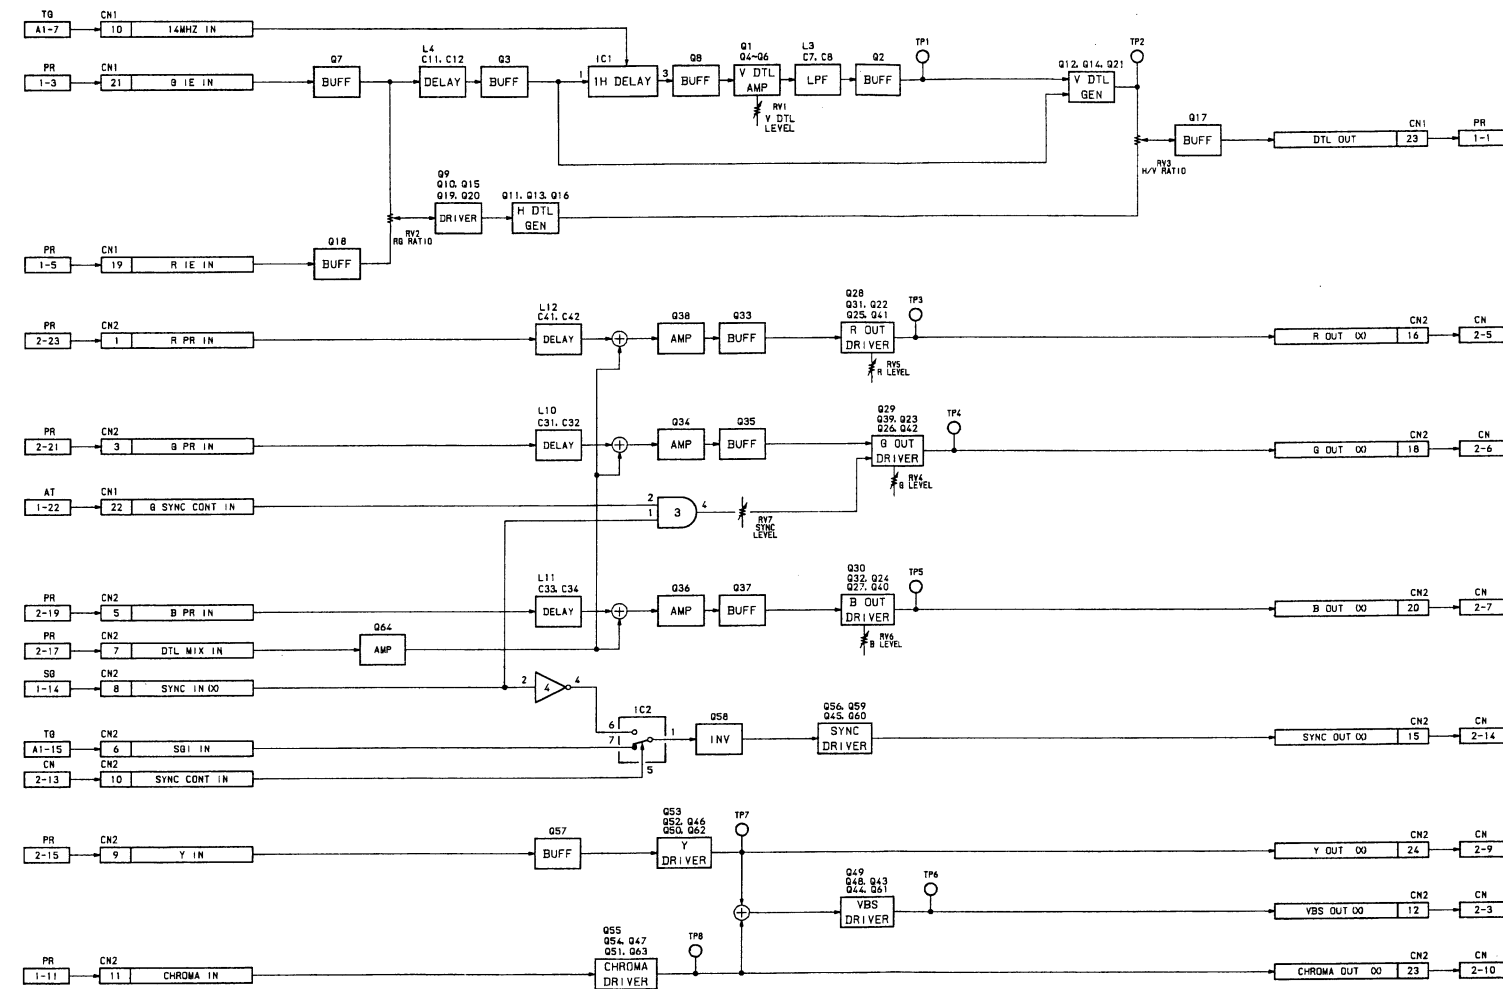 TG CN1
A1-7 10 14MHZ IN
PR CN1
1-3 21 G IE IN
Q7
BUFF
L4
C11, C12
DELAY
Q3
BUFF
IC1
1 1H DELAY 3
Q8
BUFF
Q1
Q4~Q6
V DTL
AMP
RV1
V DTL
LEVEL
L3
C7, C8
LPF
Q2
BUFF
TP1
TP2
Q12, Q14, Q21
V DTL
GEN
Q17
BUFF
RV3
H/V RATIO
CN1 PR
DTL OUT 23 1-1
Q9
Q10, Q15
Q19, Q20
DRIVER
Q11, Q13, Q16
H DTL
GEN
RV2
RG RATIO
Q18
BUFF
PR CN1
1-5 19 R IE IN
PR CN2
2-23 1 R PR IN
L12
C41, C42
DELAY
Q38
AMP
Q33
BUFF
Q28
Q31, Q22
Q25, Q41
R OUT
DRIVER
RV5
R LEVEL
TP3
CN2 CN
R OUT (X) 16 2-5
PR CN2
2-21 3 G PR IN
L10
C31, C32
DELAY
Q34
AMP
Q35
BUFF
Q29
Q39, Q23
Q26, Q42
G OUT
DRIVER
RV4
G LEVEL
TP4
CN2 CN
G OUT (X) 18 2-6
AT CN1
1-22 22 G SYNC CONT IN
2
1 3 4
RV7
SYNC
LEVEL
PR CN2
2-19 5 B PR IN
L11
C33, C34
DELAY
Q36
AMP
Q37
BUFF
Q30
Q32, Q24
Q27, Q40
B OUT
DRIVER
RV6
B LEVEL
TP5
CN2 CN
B OUT (X) 20 2-7
PR CN2
2-17 7 DTL MIX IN
Q64
AMP
SG CN2
1-14 8 SYNC IN (X)
2 4 4
IC2
6
7 1
5
Q58
INV
Q56, Q59
Q45, Q60
SYNC
DRIVER
CN2 CN
SYNC OUT (X) 15 2-14
TG CN2
A1-15 6 SG1 IN
CN CN2
2-13 10 SYNC CONT IN
PR CN2
2-15 9 Y IN
Q57
BUFF
Q53
Q52, Q46
Q50, Q62
Y
DRIVER
TP7
CN2 CN
Y OUT (X) 24 2-9
Q49
Q48, Q43
Q44, Q61
VBS
DRIVER
TP6
CN2 CN
VBS OUT (X) 12 2-3
PR CN2
1-11 11 CHROMA IN
Q55
Q54, Q47
Q51, Q63
CHROMA
DRIVER
TP8
CN2 CN
CHROMA OUT (X) 23 2-10